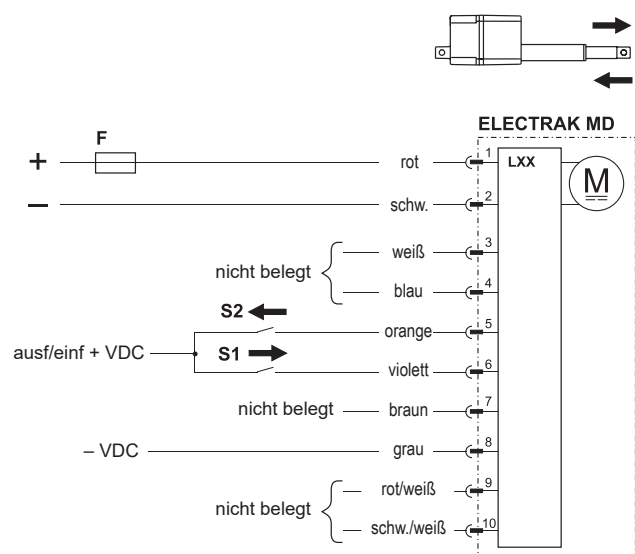 ELECTRAK MD
F
+ rot 1 LXX M
– schw. 2
weiß 3
nicht belegt
blau 4
S2
orange 5
ausf/einf + VDC
S1
violett 6
nicht belegt braun 7
– VDC grau 8
rot/weiß 9
nicht belegt
schw./weiß 10